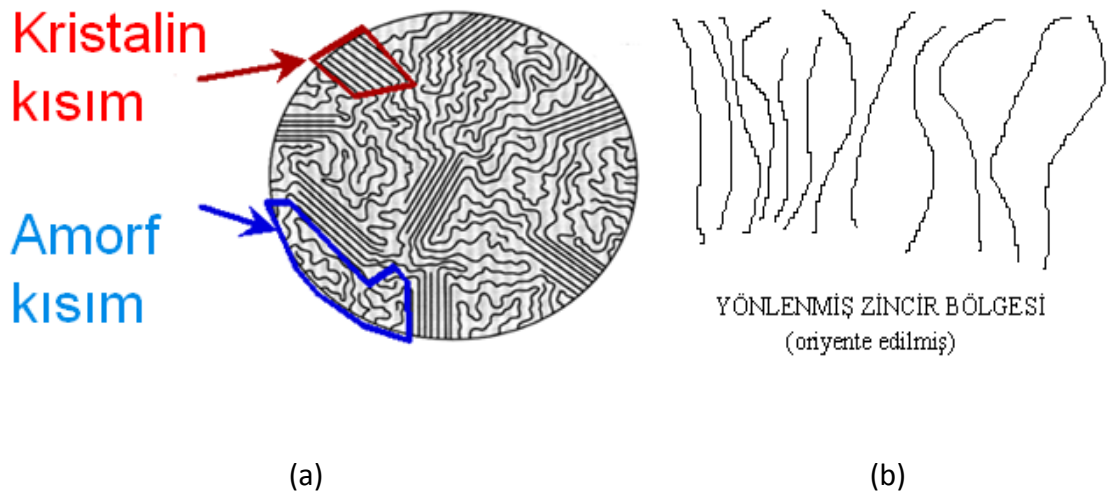 Kristalin
kısım
Amorf
kısım
YÖNLENMİŞ ZİNCİR BÖLGESİ
(oriyente edilmiş)
(a)
(b)